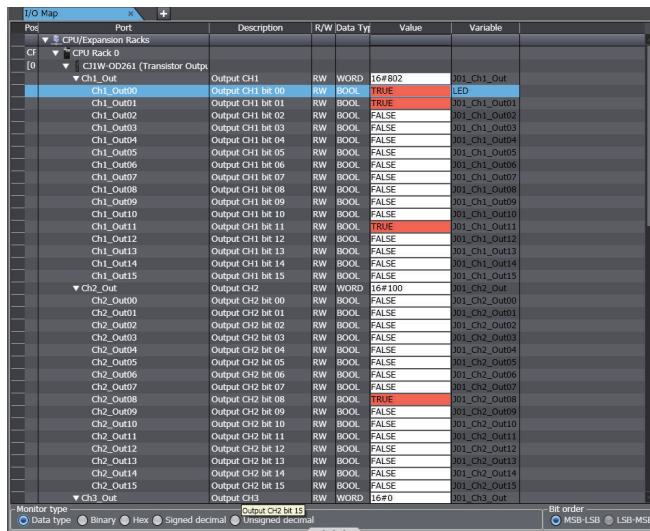 I/O Map × +
Pos Port Description R/W Data Typ Value Variable
▼ CPU/Expansion Racks
CP ▼ CPU Rack 0
[0 ▼ CJ1W-OD261 (Transistor Outpu
▼ Ch1_Out Output CH1 RW WORD 16#802 J01_Ch1_Out
Ch1_Out00 Output CH1 bit 00 RW BOOL TRUE LED
Ch1_Out01 Output CH1 bit 01 RW BOOL TRUE J01_Ch1_Out01
Ch1_Out02 Output CH1 bit 02 RW BOOL FALSE J01_Ch1_Out02
Ch1_Out03 Output CH1 bit 03 RW BOOL FALSE J01_Ch1_Out03
Ch1_Out04 Output CH1 bit 04 RW BOOL FALSE J01_Ch1_Out04
Ch1_Out05 Output CH1 bit 05 RW BOOL FALSE J01_Ch1_Out05
Ch1_Out06 Output CH1 bit 06 RW BOOL FALSE J01_Ch1_Out06
Ch1_Out07 Output CH1 bit 07 RW BOOL FALSE J01_Ch1_Out07
Ch1_Out08 Output CH1 bit 08 RW BOOL FALSE J01_Ch1_Out08
Ch1_Out09 Output CH1 bit 09 RW BOOL FALSE J01_Ch1_Out09
Ch1_Out10 Output CH1 bit 10 RW BOOL FALSE J01_Ch1_Out10
Ch1_Out11 Output CH1 bit 11 RW BOOL TRUE J01_Ch1_Out11
Ch1_Out12 Output CH1 bit 12 RW BOOL FALSE J01_Ch1_Out12
Ch1_Out13 Output CH1 bit 13 RW BOOL FALSE J01_Ch1_Out13
Ch1_Out14 Output CH1 bit 14 RW BOOL FALSE J01_Ch1_Out14
Ch1_Out15 Output CH1 bit 15 RW BOOL FALSE J01_Ch1_Out15
▼ Ch2_Out Output CH2 RW WORD 16#100 J01_Ch2_Out
Ch2_Out00 Output CH2 bit 00 RW BOOL FALSE J01_Ch2_Out00
Ch2_Out01 Output CH2 bit 01 RW BOOL FALSE J01_Ch2_Out01
Ch2_Out02 Output CH2 bit 02 RW BOOL FALSE J01_Ch2_Out02
Ch2_Out03 Output CH2 bit 03 RW BOOL FALSE J01_Ch2_Out03
Ch2_Out04 Output CH2 bit 04 RW BOOL FALSE J01_Ch2_Out04
Ch2_Out05 Output CH2 bit 05 RW BOOL FALSE J01_Ch2_Out05
Ch2_Out06 Output CH2 bit 06 RW BOOL FALSE J01_Ch2_Out06
Ch2_Out07 Output CH2 bit 07 RW BOOL FALSE J01_Ch2_Out07
Ch2_Out08 Output CH2 bit 08 RW BOOL TRUE J01_Ch2_Out08
Ch2_Out09 Output CH2 bit 09 RW BOOL FALSE J01_Ch2_Out09
Ch2_Out10 Output CH2 bit 10 RW BOOL FALSE J01_Ch2_Out10
Ch2_Out11 Output CH2 bit 11 RW BOOL FALSE J01_Ch2_Out11
Ch2_Out12 Output CH2 bit 12 RW BOOL FALSE J01_Ch2_Out12
Ch2_Out13 Output CH2 bit 13 RW BOOL FALSE J01_Ch2_Out13
Ch2_Out14 Output CH2 bit 14 RW BOOL FALSE J01_Ch2_Out14
Ch2_Out15 Output CH2 bit 15 RW BOOL FALSE J01_Ch2_Out15
▼ Ch3_Out Output CH3 RW WORD 16#0 J01_Ch3_Out
Monitor type Output CH2 bit 15 Bit order
Data type Binary Hex Signed decimal Unsigned decimal MSB-LSB LSB-MSB